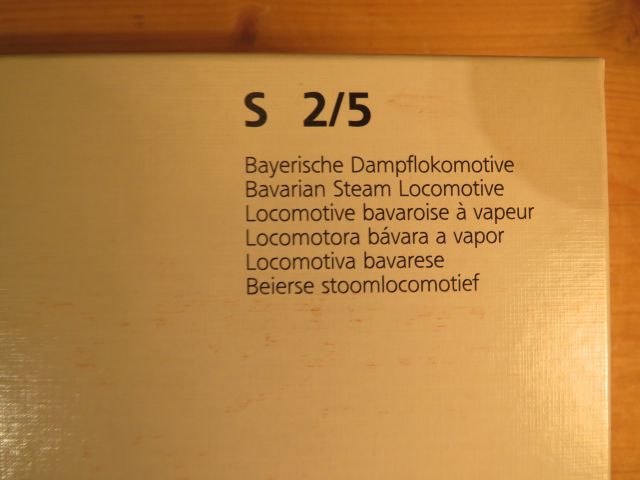 S 2/5
Bayerische Dampflokomotive
Bavarian Steam Locomotive
Locomotive bavaroise à vapeur
Locomotora bávara a vapor
Locomotiva bavarese
Beierse stoomlocomotief